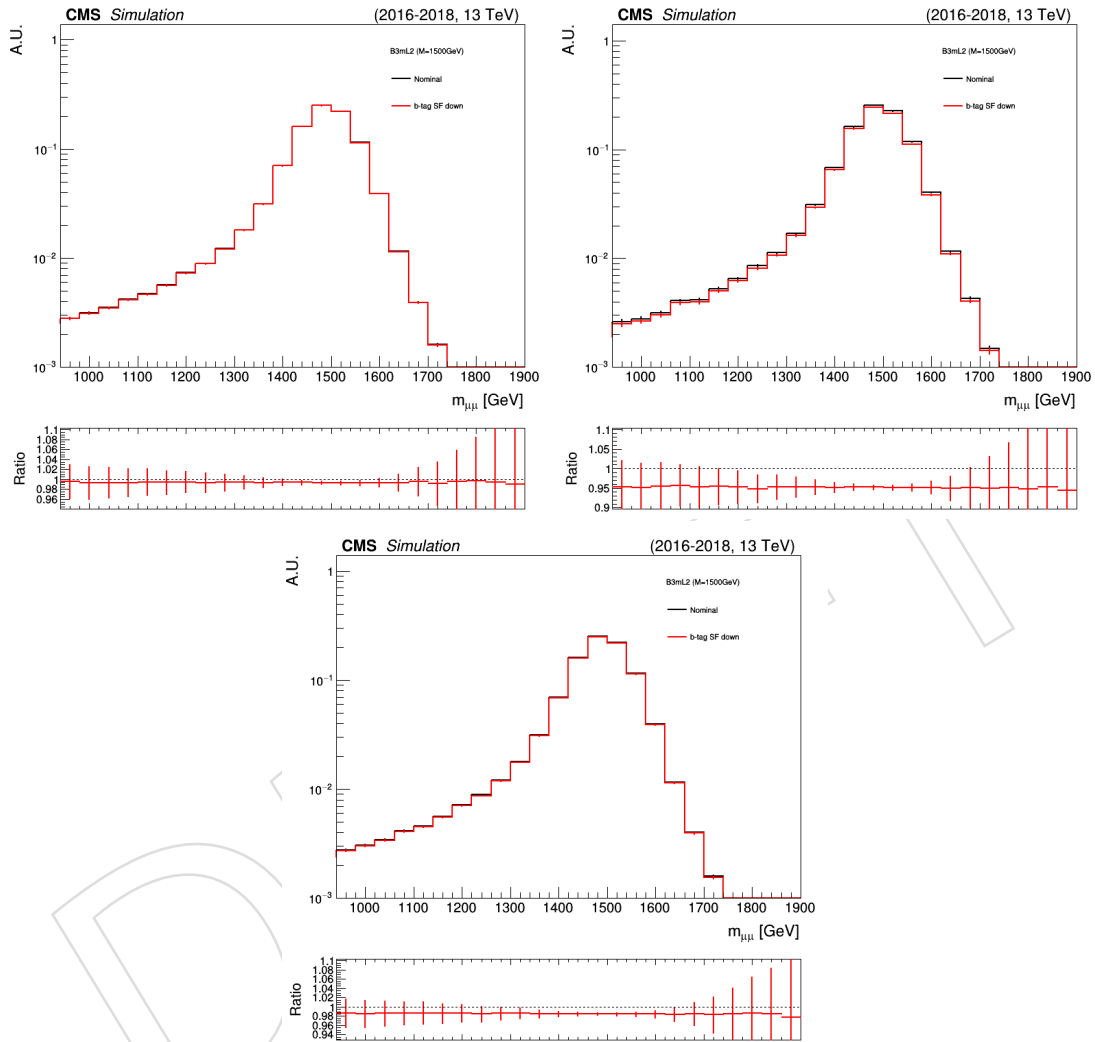 CMS Simulation (2016-2018, 13 TeV)
A.U.
B3mL2 (M=1500GeV)
Nominal
b-tag SF down
1
10⁻¹
10⁻²
10⁻³
1000 1100 1200 1300 1400 1500 1600 1700 1800 1900
mμμ [GeV]
Ratio
1.1
1.08
1.06
1.04
1.02
1
0.98
0.96
CMS Simulation (2016-2018, 13 TeV)
A.U.
B3mL2 (M=1500GeV)
Nominal
b-tag SF down
1
10⁻¹
10⁻²
10⁻³
1000 1100 1200 1300 1400 1500 1600 1700 1800 1900
mμμ [GeV]
Ratio
1.1
1.05
1
0.95
0.9
CMS Simulation (2016-2018, 13 TeV)
A.U.
B3mL2 (M=1500GeV)
Nominal
b-tag SF down
1
10⁻¹
10⁻²
10⁻³
1000 1100 1200 1300 1400 1500 1600 1700 1800 1900
mμμ [GeV]
Ratio
1.1
1.08
1.06
1.04
1.02
1
0.98
0.96
0.94